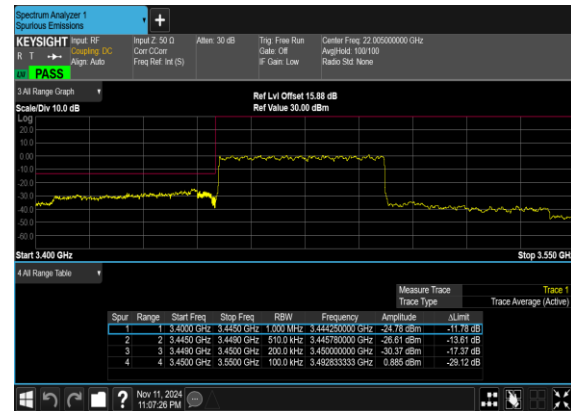 Spectrum Analyzer 1
Spurious Emissions
KEYSIGHT Input: RF Input Z: 50 Ω Atten: 30 dB Trig: Free Run Center Freq: 22.005000000 GHz
R T Coupling: DC Corr CCorr Gate: Off Avg|Hold: 100/100
Align: Auto Freq Ref: Int (S) IF Gain: Low Radio Std: None
PASS
3 All Range Graph
Ref Lvl Offset 15.88 dB
Scale/Div 10.0 dB Ref Value 30.00 dBm
Log
20.0
10.0
0.00
-10.0
-20.0
-30.0
-40.0
-50.0
-60.0
Start 3.400 GHz Stop 3.550 GHz
4 All Range Table
Measure Trace Trace 1
Trace Type Trace Average (Active)
Spur Range Start Freq Stop Freq RBW Frequency Amplitude ΔLimit
1 1 3.4000 GHz 3.4450 GHz 1.000 MHz 3.444250000 GHz -24.78 dBm -11.78 dB
2 2 3.4450 GHz 3.4490 GHz 510.0 kHz 3.445780000 GHz -26.61 dBm -13.61 dB
3 3 3.4490 GHz 3.4500 GHz 200.0 kHz 3.450000000 GHz -30.37 dBm -17.37 dB
4 4 3.4500 GHz 3.5500 GHz 100.0 kHz 3.492833333 GHz 0.885 dBm -29.12 dB
? Nov 11, 2024
11:07:26 PM